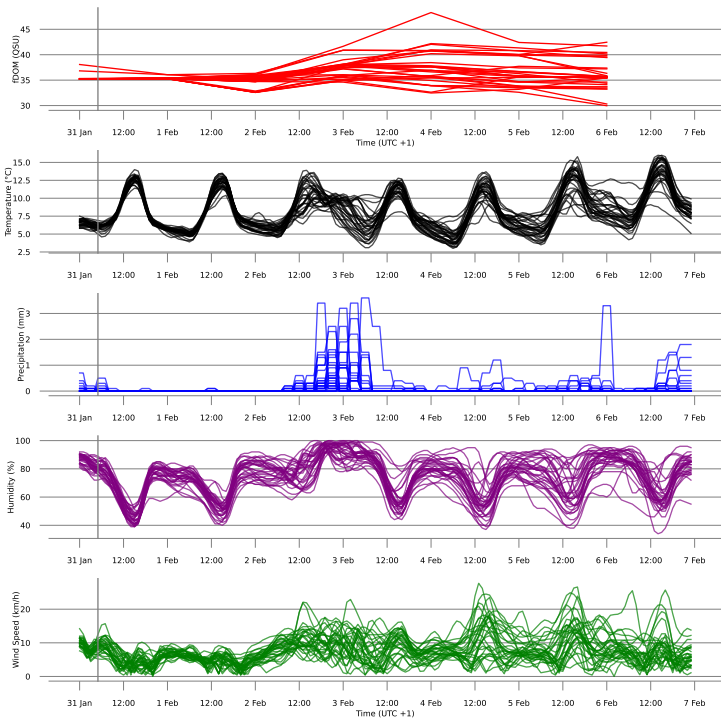 fDOM (QSU)
45
40
35
30
31 Jan 12:00 1 Feb 12:00 2 Feb 12:00 3 Feb 12:00 4 Feb 12:00 5 Feb 12:00 6 Feb 12:00 7 Feb
Time (UTC +1)
Temperature (°C)
15.0
12.5
10.0
7.5
5.0
2.5
31 Jan 12:00 1 Feb 12:00 2 Feb 12:00 3 Feb 12:00 4 Feb 12:00 5 Feb 12:00 6 Feb 12:00 7 Feb
Precipitation (mm)
3
2
1
0
31 Jan 12:00 1 Feb 12:00 2 Feb 12:00 3 Feb 12:00 4 Feb 12:00 5 Feb 12:00 6 Feb 12:00 7 Feb
Humidity (%)
100
80
60
40
31 Jan 12:00 1 Feb 12:00 2 Feb 12:00 3 Feb 12:00 4 Feb 12:00 5 Feb 12:00 6 Feb 12:00 7 Feb
Wind Speed (km/h)
20
10
0
31 Jan 12:00 1 Feb 12:00 2 Feb 12:00 3 Feb 12:00 4 Feb 12:00 5 Feb 12:00 6 Feb 12:00 7 Feb
Time (UTC +1)